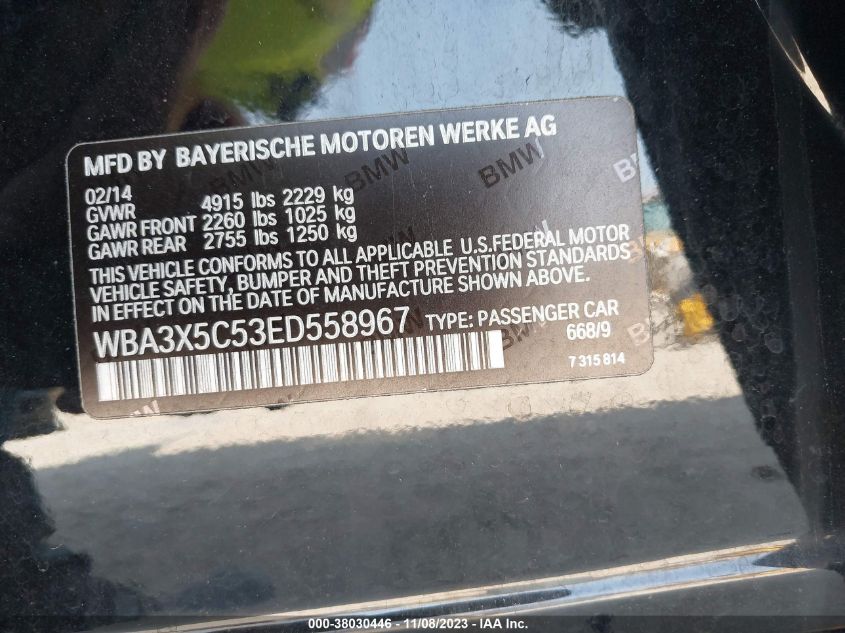 MFD BY BAYERISCHE MOTOREN WERKE AG
02/14
GVWR 4915 lbs 2229 kg
GAWR FRONT 2260 lbs 1025 kg
GAWR REAR 2755 lbs 1250 kg
THIS VEHICLE CONFORMS TO ALL APPLICABLE U.S.FEDERAL MOTOR
VEHICLE SAFETY, BUMPER AND THEFT PREVENTION STANDARDS
IN EFFECT ON THE DATE OF MANUFACTURE SHOWN ABOVE.
WBA3X5C53ED558967 TYPE: PASSENGER CAR
668/9
7 315 814
BMW
BMW
BMW
000-38030446 - 11/08/2023 - IAA Inc.